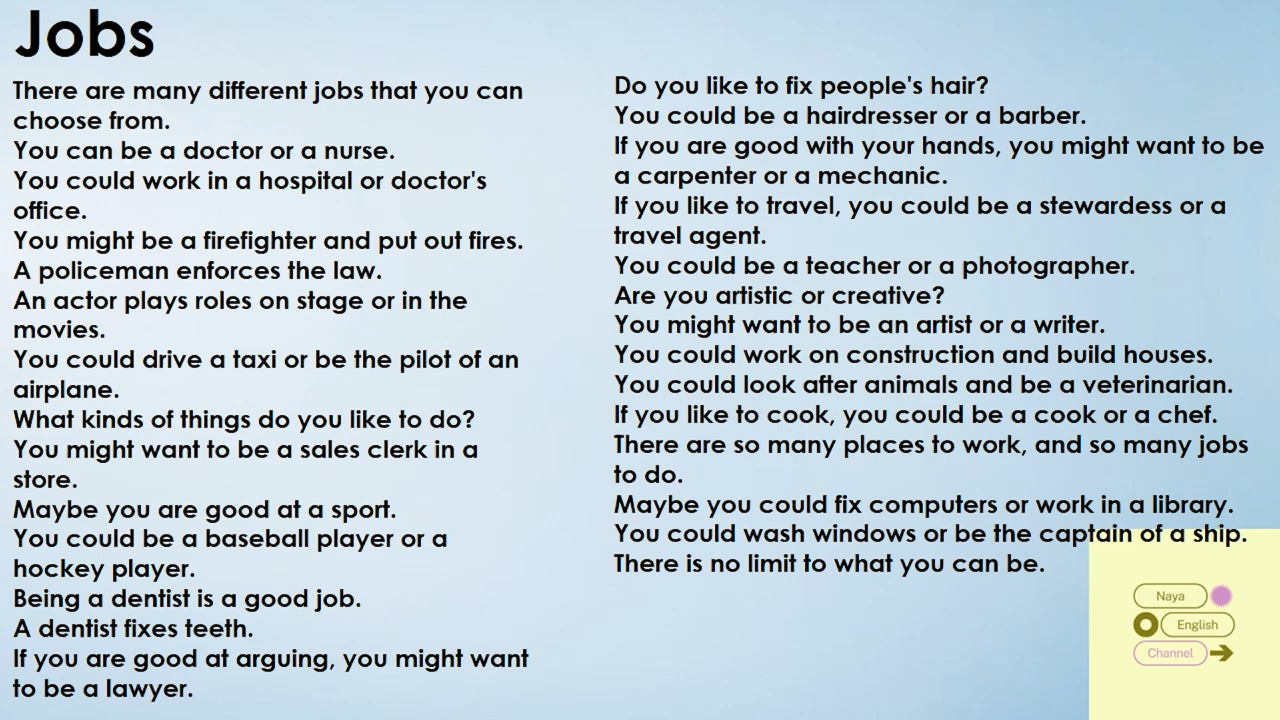 Jobs
There are many different jobs that you can
choose from.
You can be a doctor or a nurse.
You could work in a hospital or doctor's
office.
You might be a firefighter and put out fires.
A policeman enforces the law.
An actor plays roles on stage or in the
movies.
You could drive a taxi or be the pilot of an
airplane.
What kinds of things do you like to do?
You might want to be a sales clerk in a
store.
Maybe you are good at a sport.
You could be a baseball player or a
hockey player.
Being a dentist is a good job.
A dentist fixes teeth.
If you are good at arguing, you might want
to be a lawyer.
Do you like to fix people's hair?
You could be a hairdresser or a barber.
If you are good with your hands, you might want to be
a carpenter or a mechanic.
If you like to travel, you could be a stewardess or a
travel agent.
You could be a teacher or a photographer.
Are you artistic or creative?
You might want to be an artist or a writer.
You could work on construction and build houses.
You could look after animals and be a veterinarian.
If you like to cook, you could be a cook or a chef.
There are so many places to work, and so many jobs
to do.
Maybe you could fix computers or work in a library.
You could wash windows or be the captain of a ship.
There is no limit to what you can be.
Naya
English
Channel